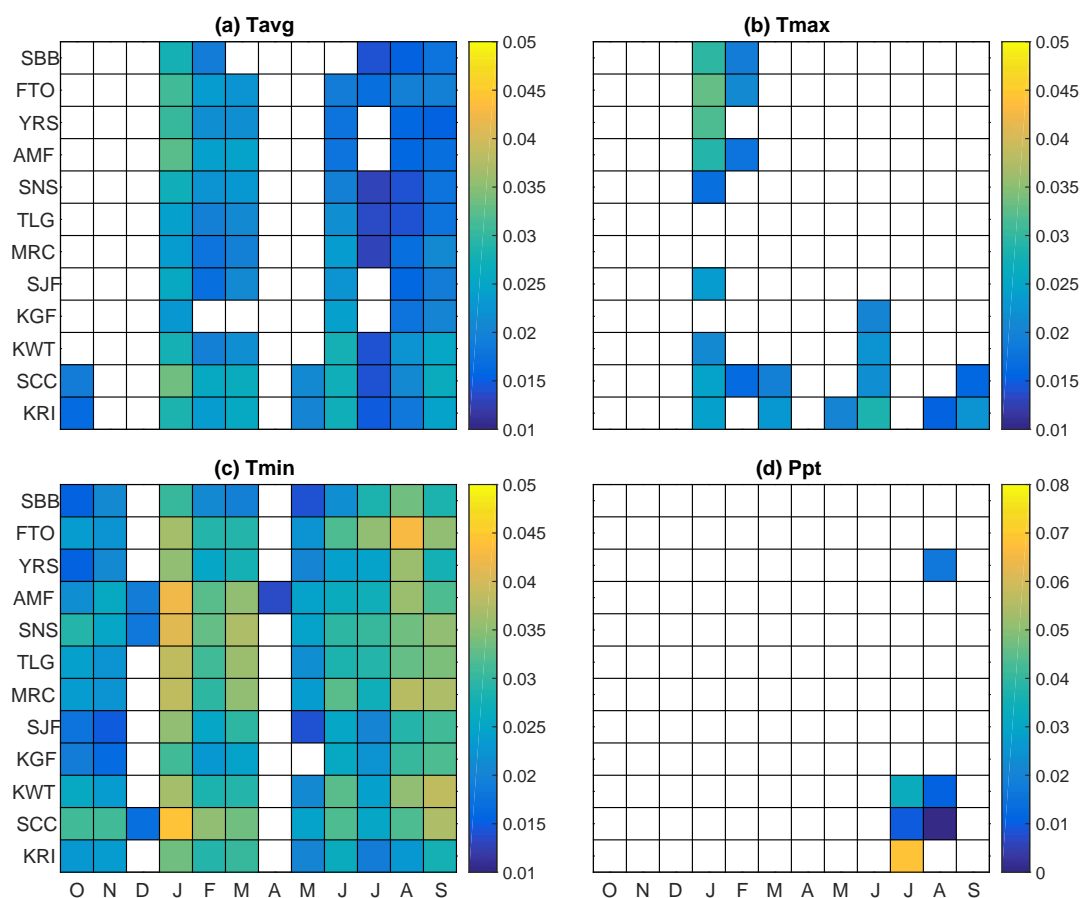 (a) Tavg
(b) Tmax
SBB
FTO
YRS
AMF
SNS
TLG
MRC
SJF
KGF
KWT
SCC
KRI
0.05
0.045
0.04
0.035
0.03
0.025
0.02
0.015
0.01
0.05
0.045
0.04
0.035
0.03
0.025
0.02
0.015
0.01
(c) Tmin
(d) Ppt
SBB
FTO
YRS
AMF
SNS
TLG
MRC
SJF
KGF
KWT
SCC
KRI
0.05
0.045
0.04
0.035
0.03
0.025
0.02
0.015
0.01
0.08
0.07
0.06
0.05
0.04
0.03
0.02
0.01
0
O N D J F M A M J J A S
O N D J F M A M J J A S